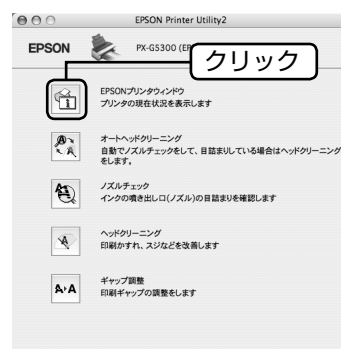 EPSON Printer Utility2
EPSON
PX-G5300 (EP
クリック
EPSONプリンタウィンドウ
プリンタの現在状況を表示します
オートヘッドクリーニング
自動でノズルチェックをして、目詰まりしている場合はヘッドクリーニング
をします。
ノズルチェック
インクの噴き出し口(ノズル)の目詰まりを確認します
ヘッドクリーニング
印刷かすれ、スジなどを改善します
ギャップ調整
印刷ギャップの調整をします